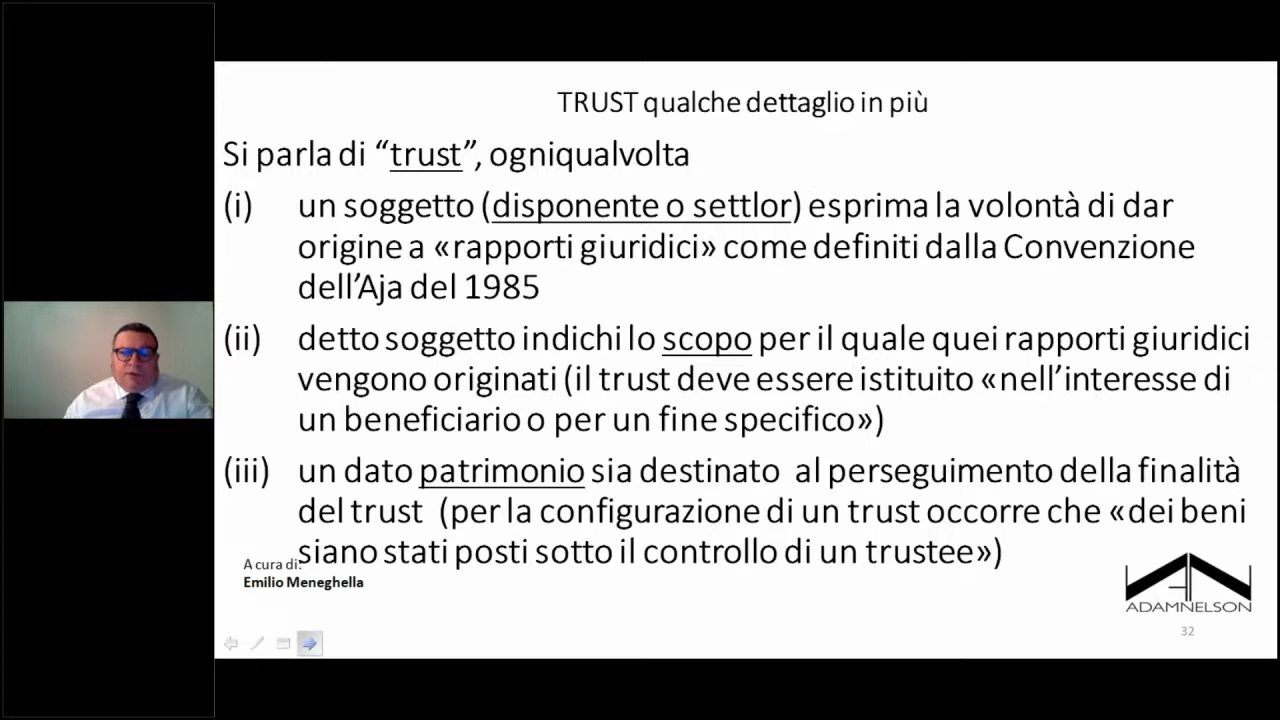 TRUST qualche dettaglio in più
Si parla di “trust”, ogniqualvolta
(i) un soggetto (disponente o settlor) esprima la volontà di dar
origine a «rapporti giuridici» come definiti dalla Convenzione
dell’Aja del 1985
(ii) detto soggetto indichi lo scopo per il quale quei rapporti giuridici
vengono originati (il trust deve essere istituito «nell’interesse di
un beneficiario o per un fine specifico»)
(iii) un dato patrimonio sia destinato al perseguimento della finalità
del trust (per la configurazione di un trust occorre che «dei beni
siano stati posti sotto il controllo di un trustee»)
A cura di:
Emilio Meneghella
ADAMNELSON
32